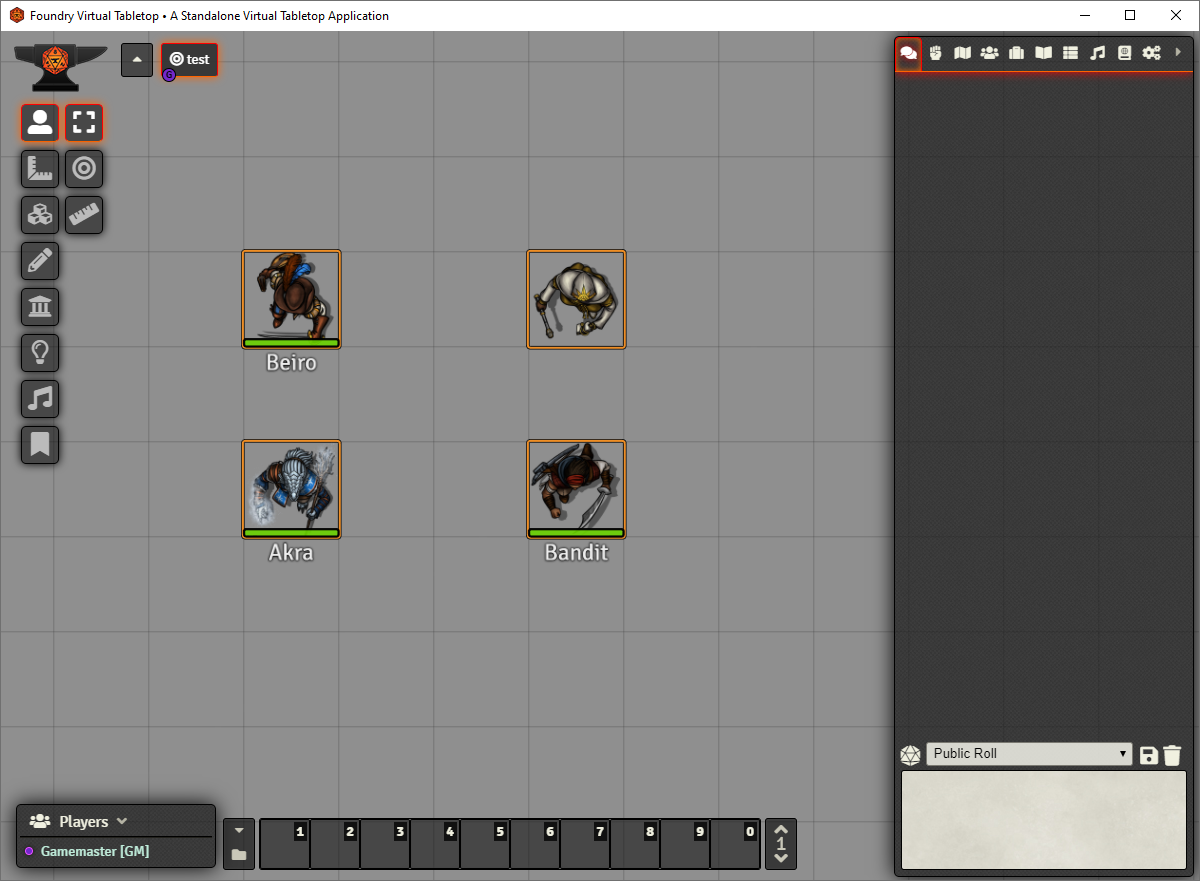 Foundry Virtual Tabletop • A Standalone Virtual Tabletop Application
test
G
Beiro
Akra
Bandit
Public Roll
Players
Gamemaster [GM]
1 2 3 4 5 6 7 8 9 0
1